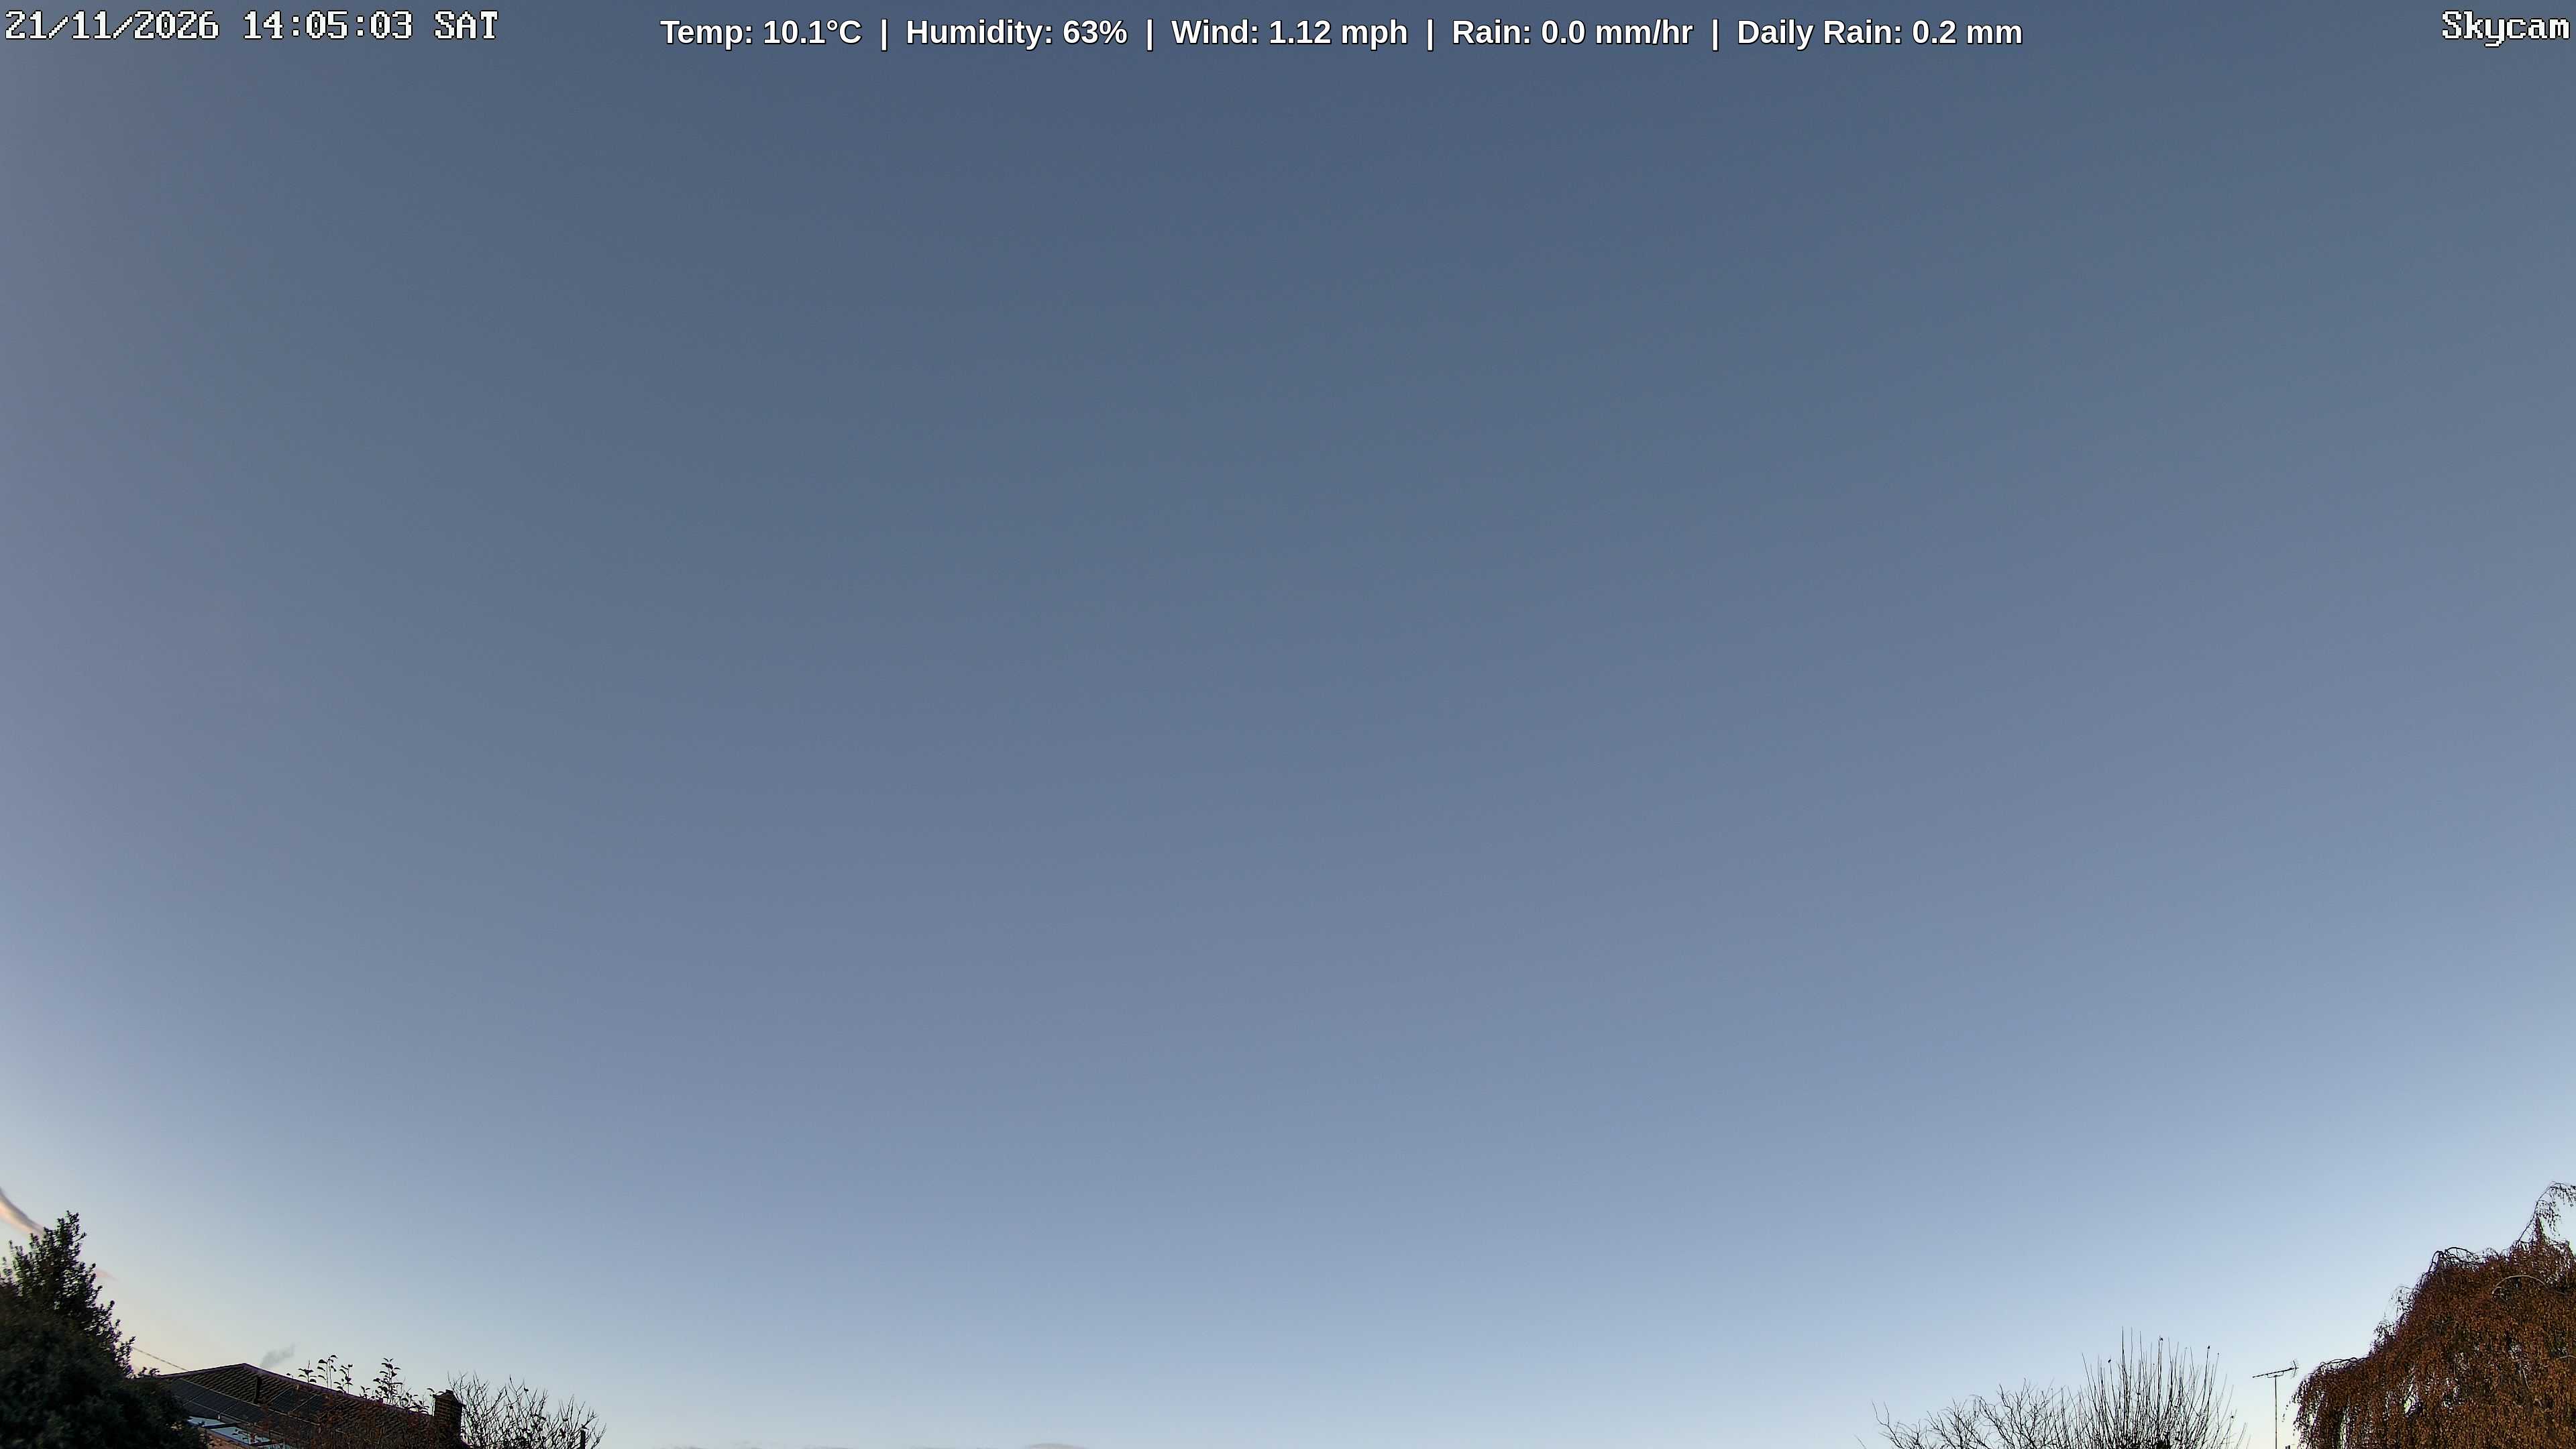 21/11/2026 14:05:03 SAT
Temp: 10.1°C | Humidity: 63% | Wind: 1.12 mph | Rain: 0.0 mm/hr | Daily Rain: 0.2 mm
Skycam